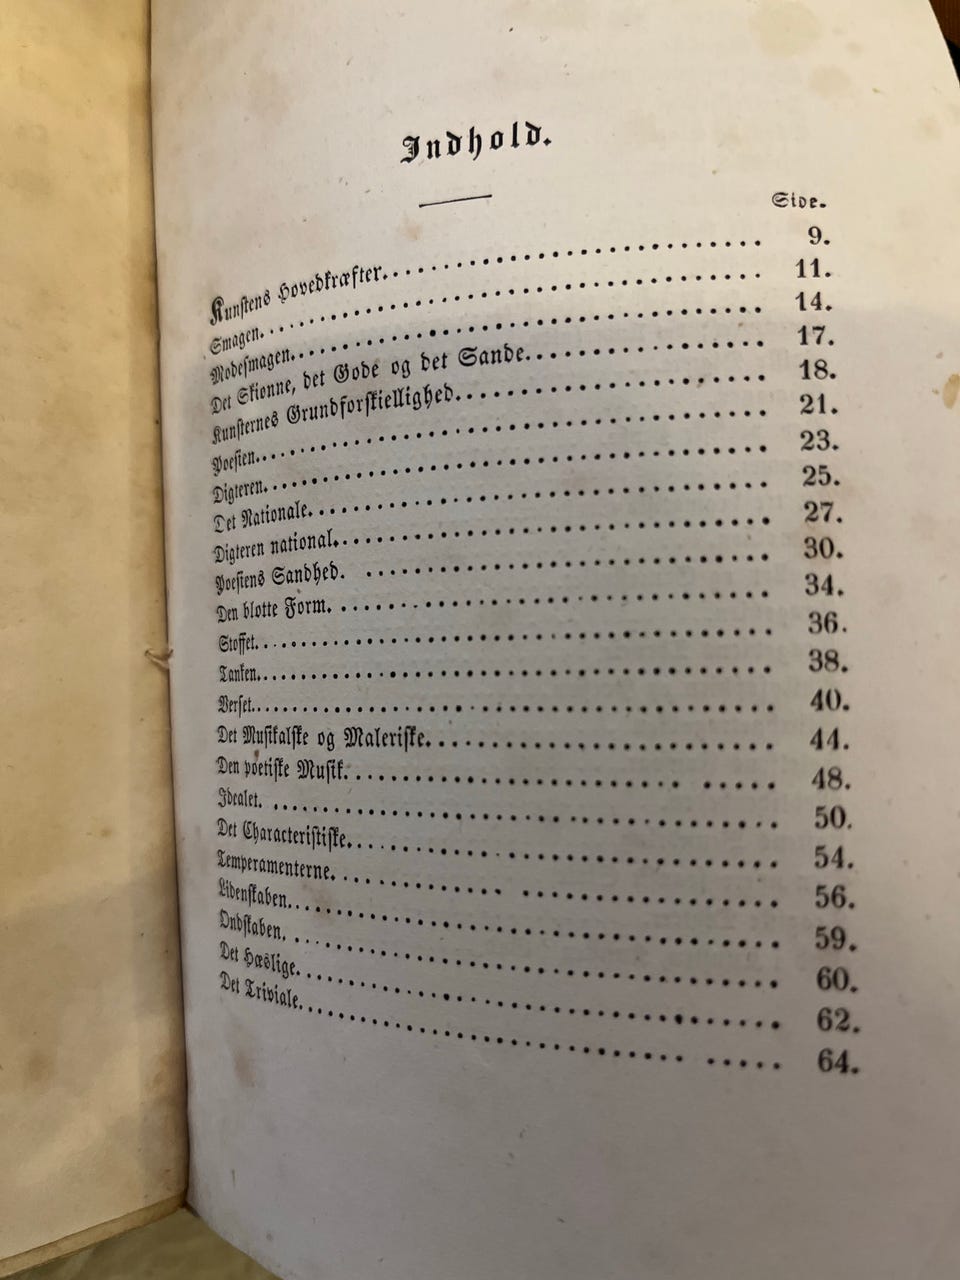 Indhold.
Side.
Kunstens Hovedkræfter. 9.
Smagen. 11.
Modesmagen. 14.
Det Skiønne, det Gode og det Sande. 17.
Kunsternes Grundforskiellighed. 18.
Poesien. 21.
Digteren. 23.
Det Nationale. 25.
Digteren national. 27.
Poesiens Sandhed. 30.
Den blotte Form. 34.
Stoffet. 36.
Tanken. 38.
Verset. 40.
Det Musikalske og Maleriske. 44.
Den poetiske Musik. 48.
Idealet. 50.
Det Characteristiske. 54.
Temperamenterne. 56.
Lidenskaben. 59.
Ondskaben. 60.
Det Hæslige. 62.
Det Triviale. 64.